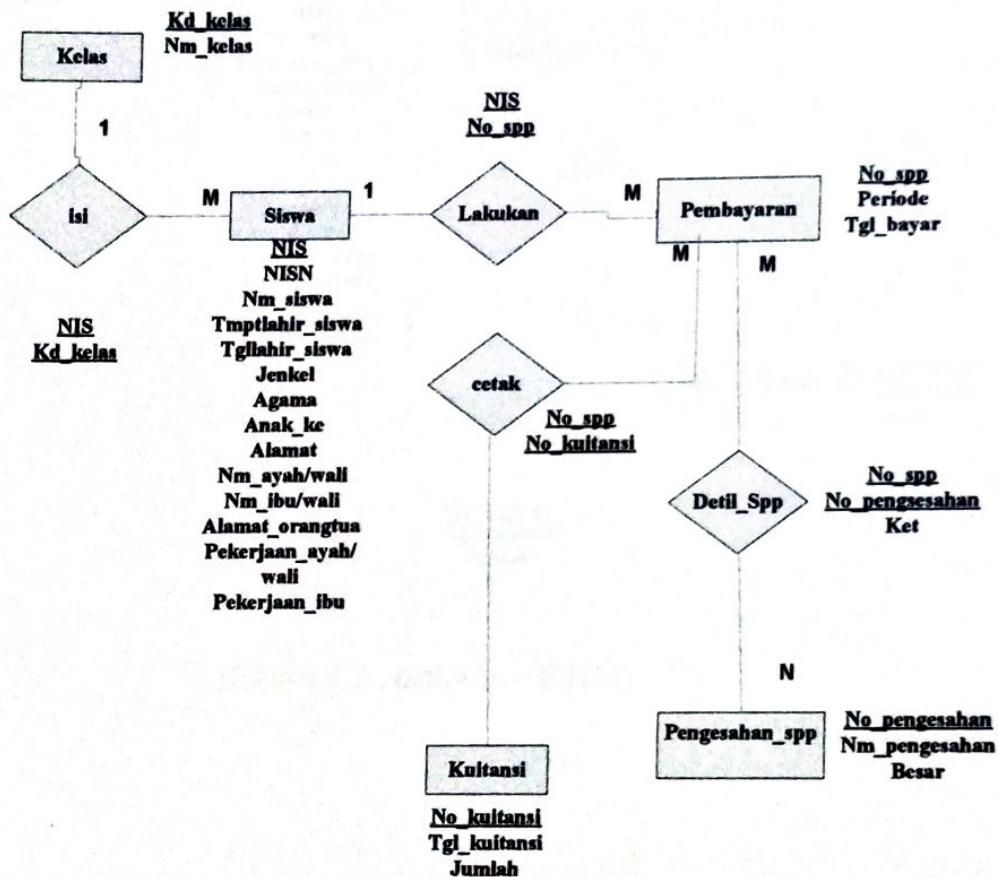 Kd_kelas
Nm_kelas
Kelas
1
isi
NIS
Kd_kelas
M
Siswa
1
NIS
NISN
Nm_siswa
Tmptlahir_siswa
Tgllahir_siswa
Jenkel
Agama
Anak_ke
Alamat
Nm_ayah/wali
Nm_ibu/wali
Alamat_orangtua
Pekerjaan_ayah/
wali
Pekerjaan_ibu
NIS
No_spp
Lakukan
M
Pembayaran
No_spp
Periode
Tgl_bayar
M
M
cetak
No_spp
No_kuitansi
Detil_Spp
No_spp
No_pengsesahan
Ket
N
Pengesahan_spp
No_pengesahan
Nm_pengesahan
Besar
Kuitansi
No_kuitansi
Tgl_kuitansi
Jumlah